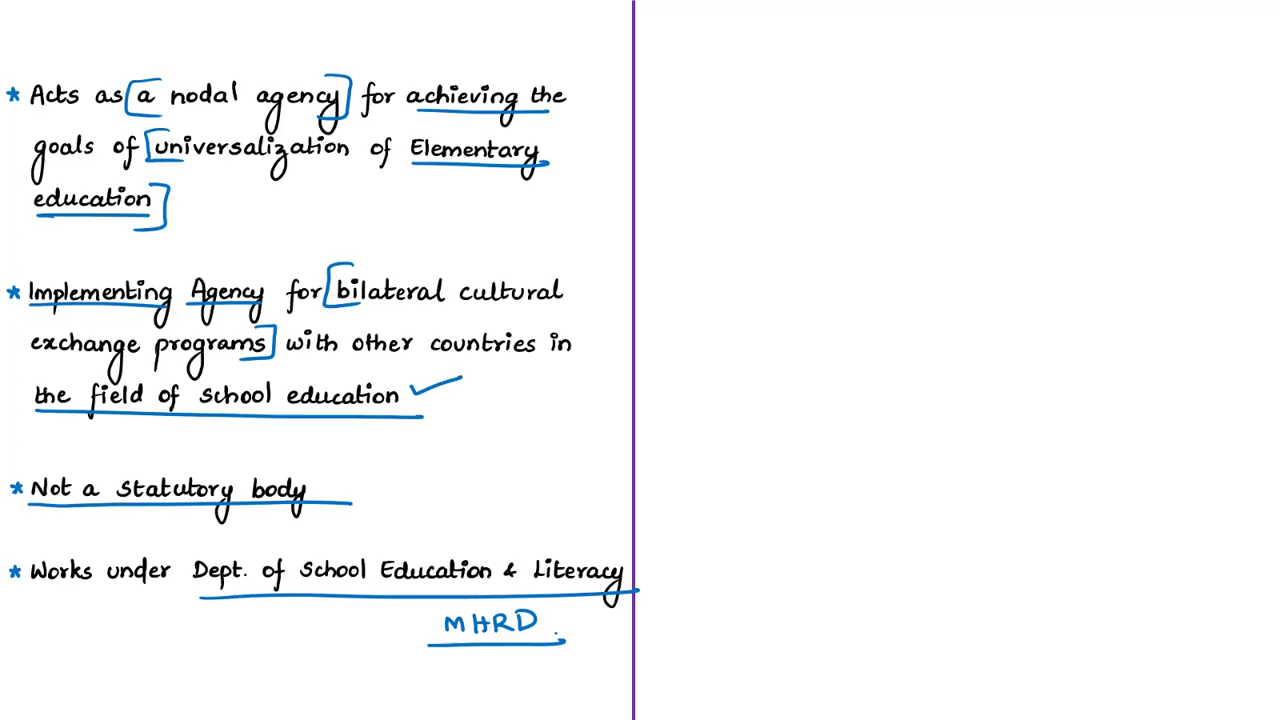 * Acts as a nodal agency for achieving the
goals of universalization of Elementary
education
* Implementing Agency for bilateral cultural
exchange programs with other countries in
the field of school education
* Not a statutory body
* Works under Dept. of School Education & Literacy
MHRD